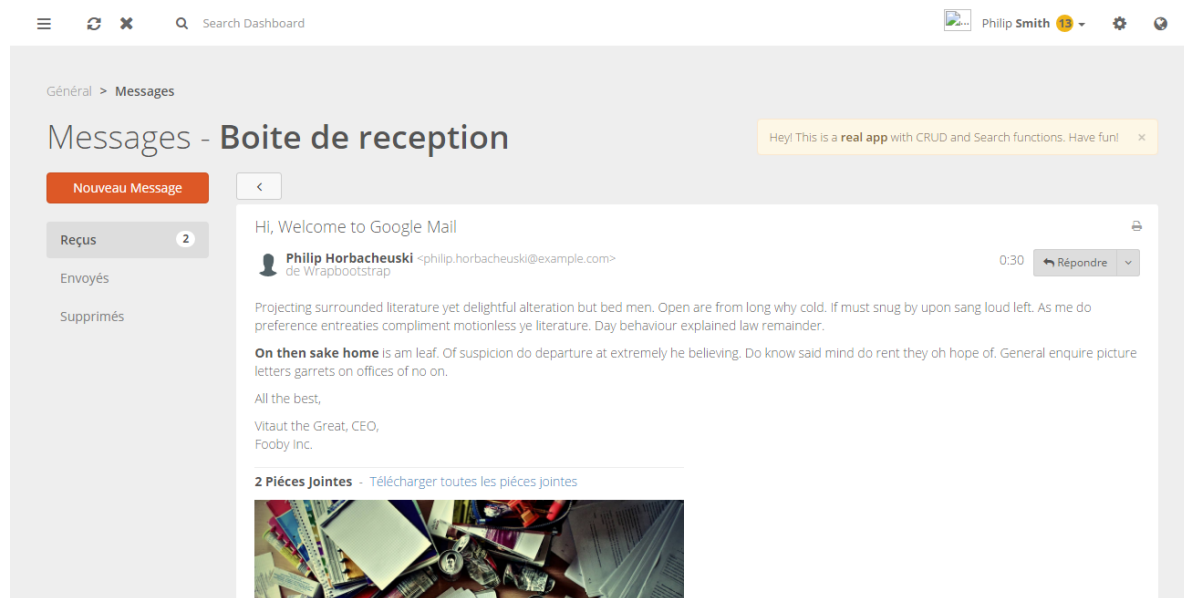 Search Dashboard
Philip Smith 13
Général > Messages
Messages - Boite de reception
Hey! This is a real app with CRUD and Search functions. Have fun! ×
Nouveau Message
Reçus 2
Envoyés
Supprimés
Hi, Welcome to Google Mail
Philip Horbacheuski <philip.horbacheuski@example.com>
de Wrapbootstrap
0:30
Répondre
Projecting surrounded literature yet delightful alteration but bed men. Open are from long why cold. If must snug by upon sang loud left. As me do
preference entreaties compliment motionless ye literature. Day behaviour explained law remainder.
On then sake home is am leaf. Of suspicion do departure at extremely he believing. Do know said mind do rent they oh hope of. General enquire picture
letters garrets on offices of no on.
All the best,
Vitaut the Great, CEO,
Fooby Inc.
2 Piéces Jointes - Télécharger toutes les piéces jointes